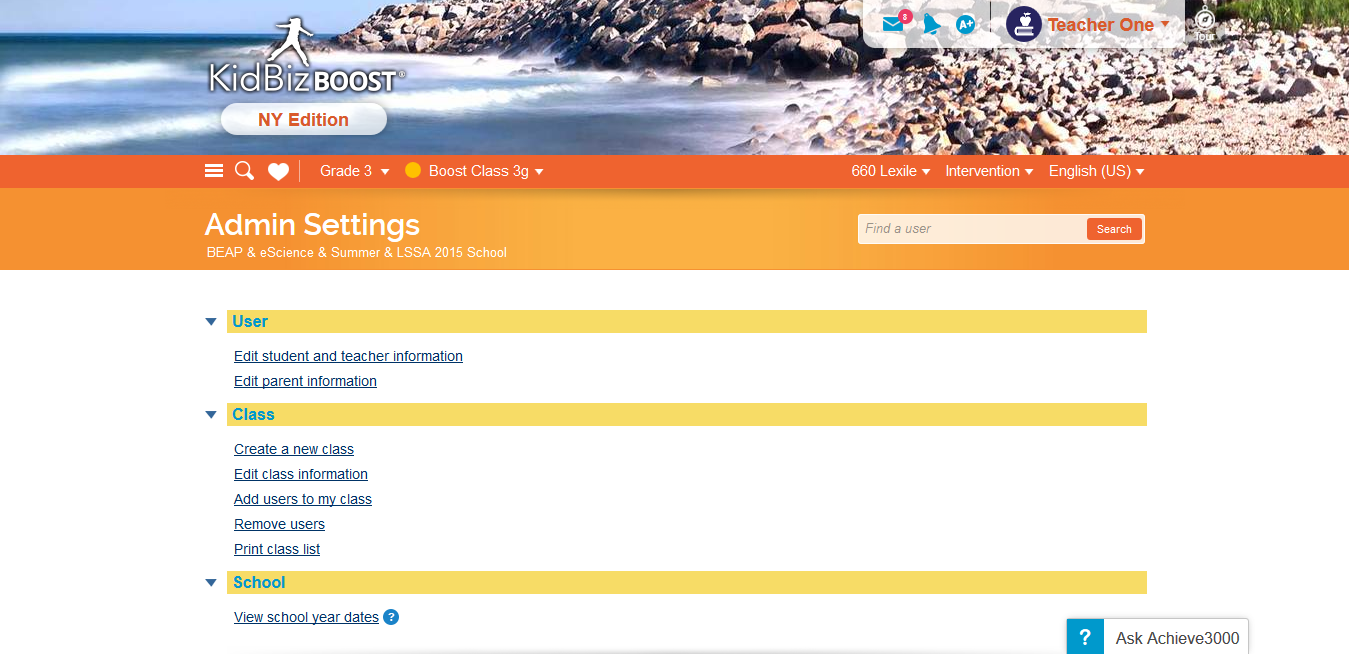 8
A+
Teacher One
Tour
KidBizBOOST®
NY Edition
Grade 3
Boost Class 3g
660 Lexile
Intervention
English (US)
Admin Settings
BEAP & eScience & Summer & LSSA 2015 School
Find a user
Search
User
Edit student and teacher information
Edit parent information
Class
Create a new class
Edit class information
Add users to my class
Remove users
Print class list
School
View school year dates ?
? Ask Achieve3000